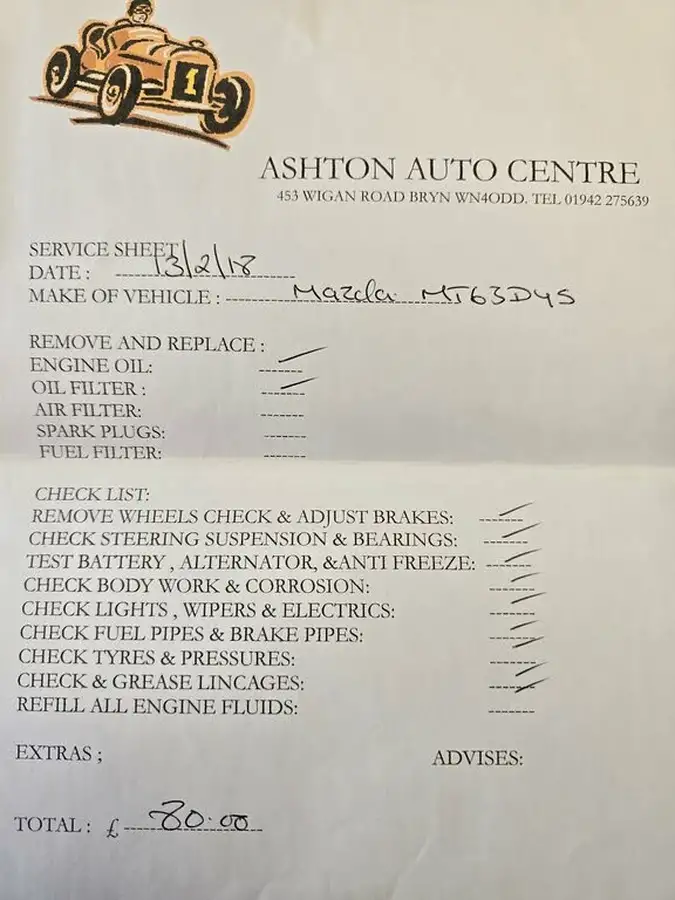 1
ASHTON AUTO CENTRE
453 WIGAN ROAD BRYN WN4ODD. TEL 01942 275639
SERVICE SHEET
DATE : 13/2/18
MAKE OF VEHICLE : Mazda MT63DYS
REMOVE AND REPLACE :
ENGINE OIL:
OIL FILTER :
AIR FILTER:
SPARK PLUGS:
FUEL FILTER:
CHECK LIST:
REMOVE WHEELS CHECK & ADJUST BRAKES:
CHECK STEERING SUSPENSION & BEARINGS:
TEST BATTERY , ALTERNATOR, &ANTI FREEZE:
CHECK BODY WORK & CORROSION:
CHECK LIGHTS , WIPERS & ELECTRICS:
CHECK FUEL PIPES & BRAKE PIPES:
CHECK TYRES & PRESSURES:
CHECK & GREASE LINCAGES:
REFILL ALL ENGINE FLUIDS:
EXTRAS ; ADVISES:
TOTAL : £ 80.00